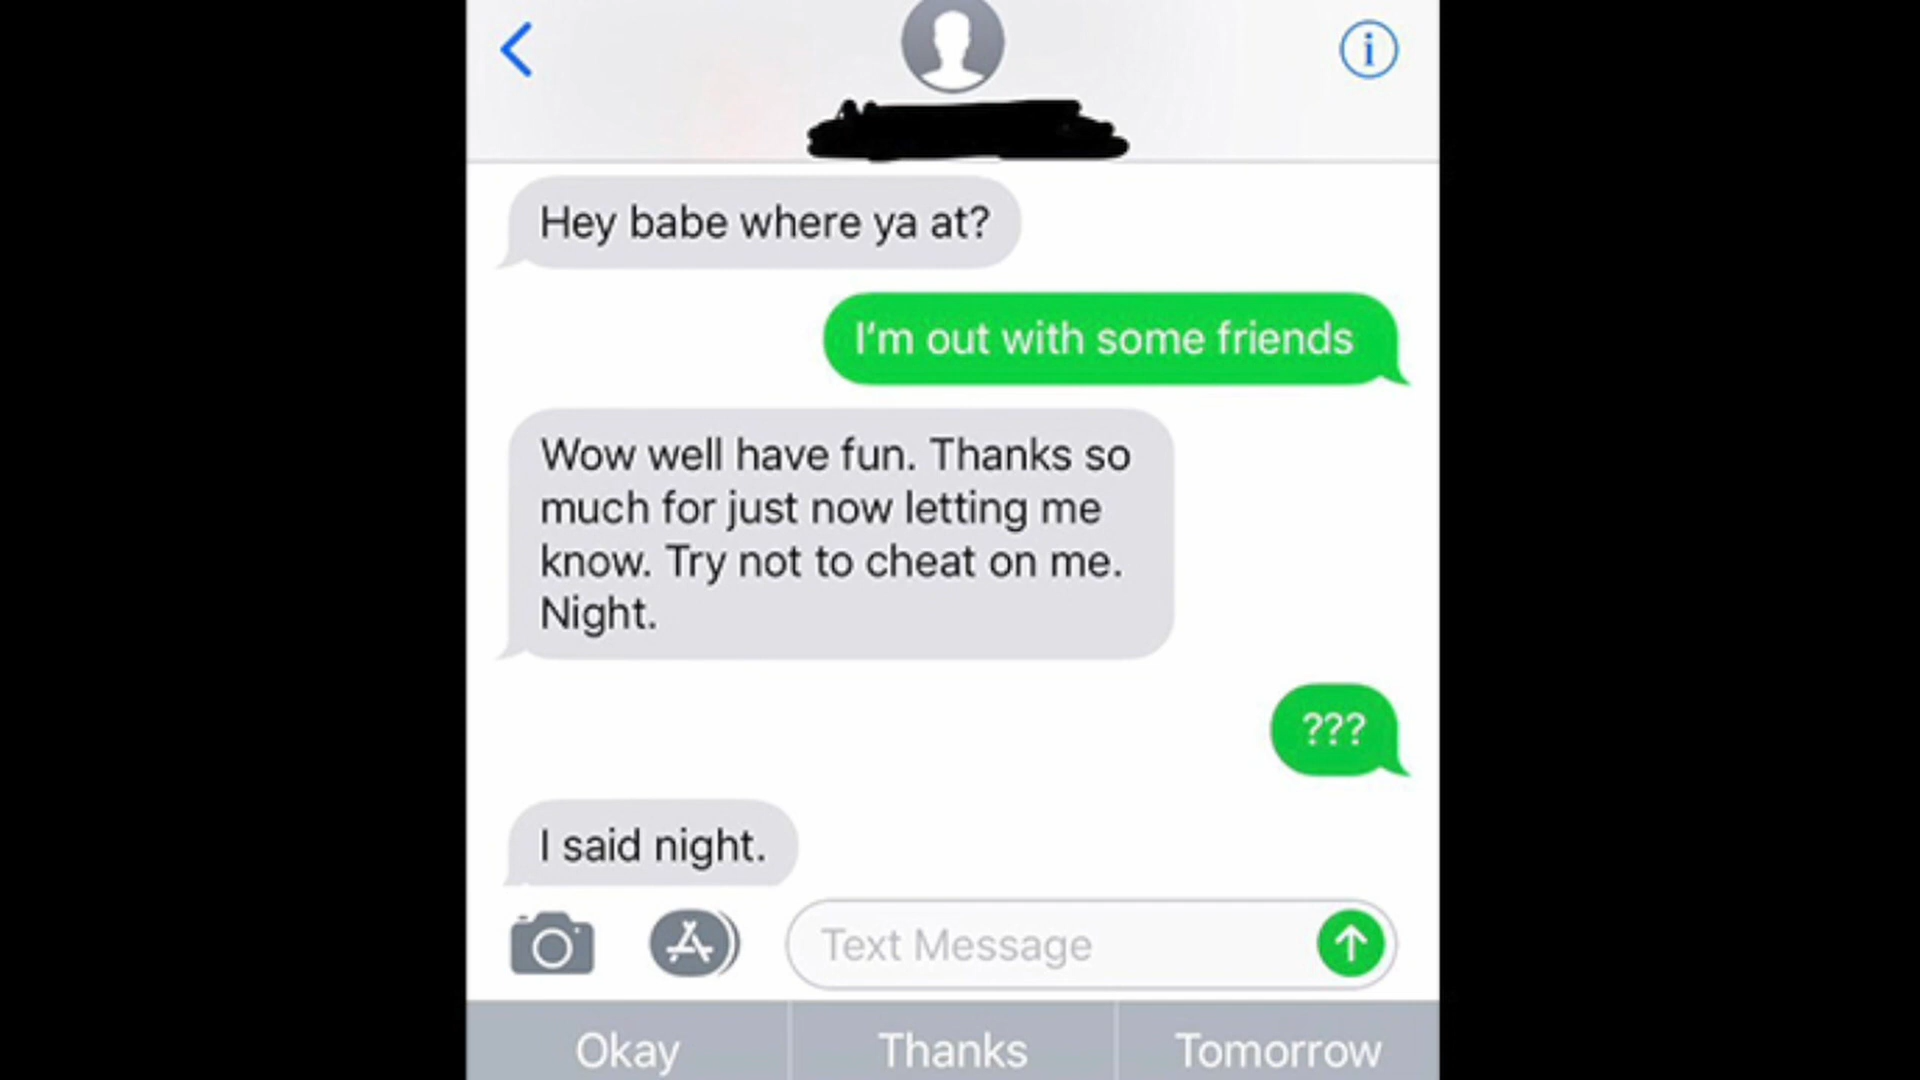 Hey babe where ya at?
I'm out with some friends
Wow well have fun. Thanks so
much for just now letting me
know. Try not to cheat on me.
Night.
???
I said night.
Text Message
Okay
Thanks
Tomorrow